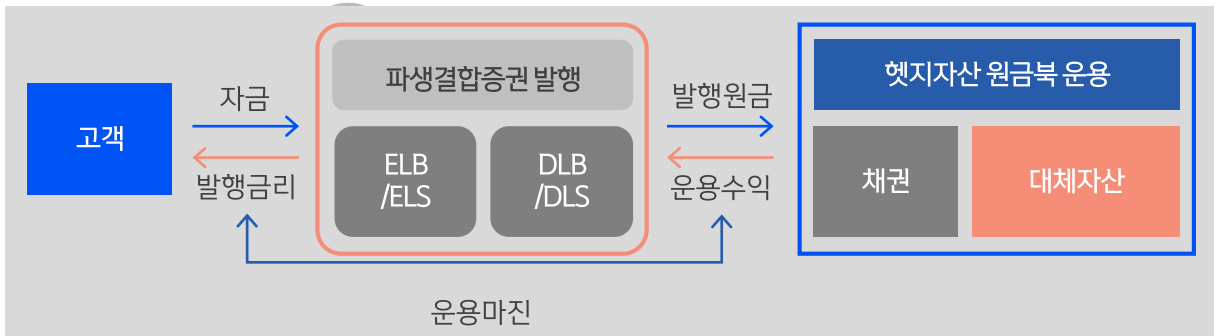 고객
자금
발행금리
파생결합증권 발행
ELB
/ELS
DLB
/DLS
발행원금
운용수익
헷지자산 원금북 운용
채권
대체자산
운용마진